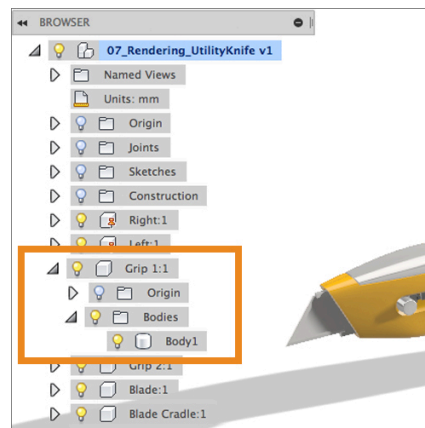 BROWSER
07_Rendering_UtilityKnife v1
Named Views
Units: mm
Origin
Joints
Sketches
Construction
Right:1
Left:1
Grip 1:1
Origin
Bodies
Body1
Grip 2:1
Blade:1
Blade Cradle:1